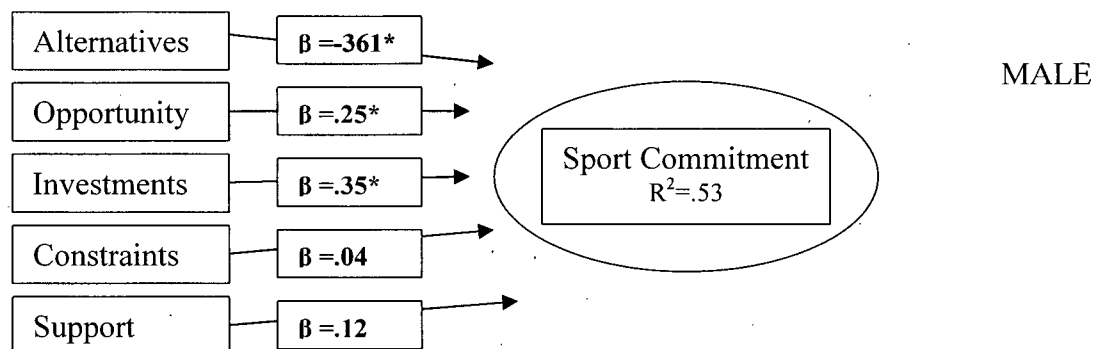 Alternatives β =-361*
MALE
Opportunity β =.25*
Sport Commitment
Investments β =.35*
R²=.53
Constraints β =.04
Support β =.12